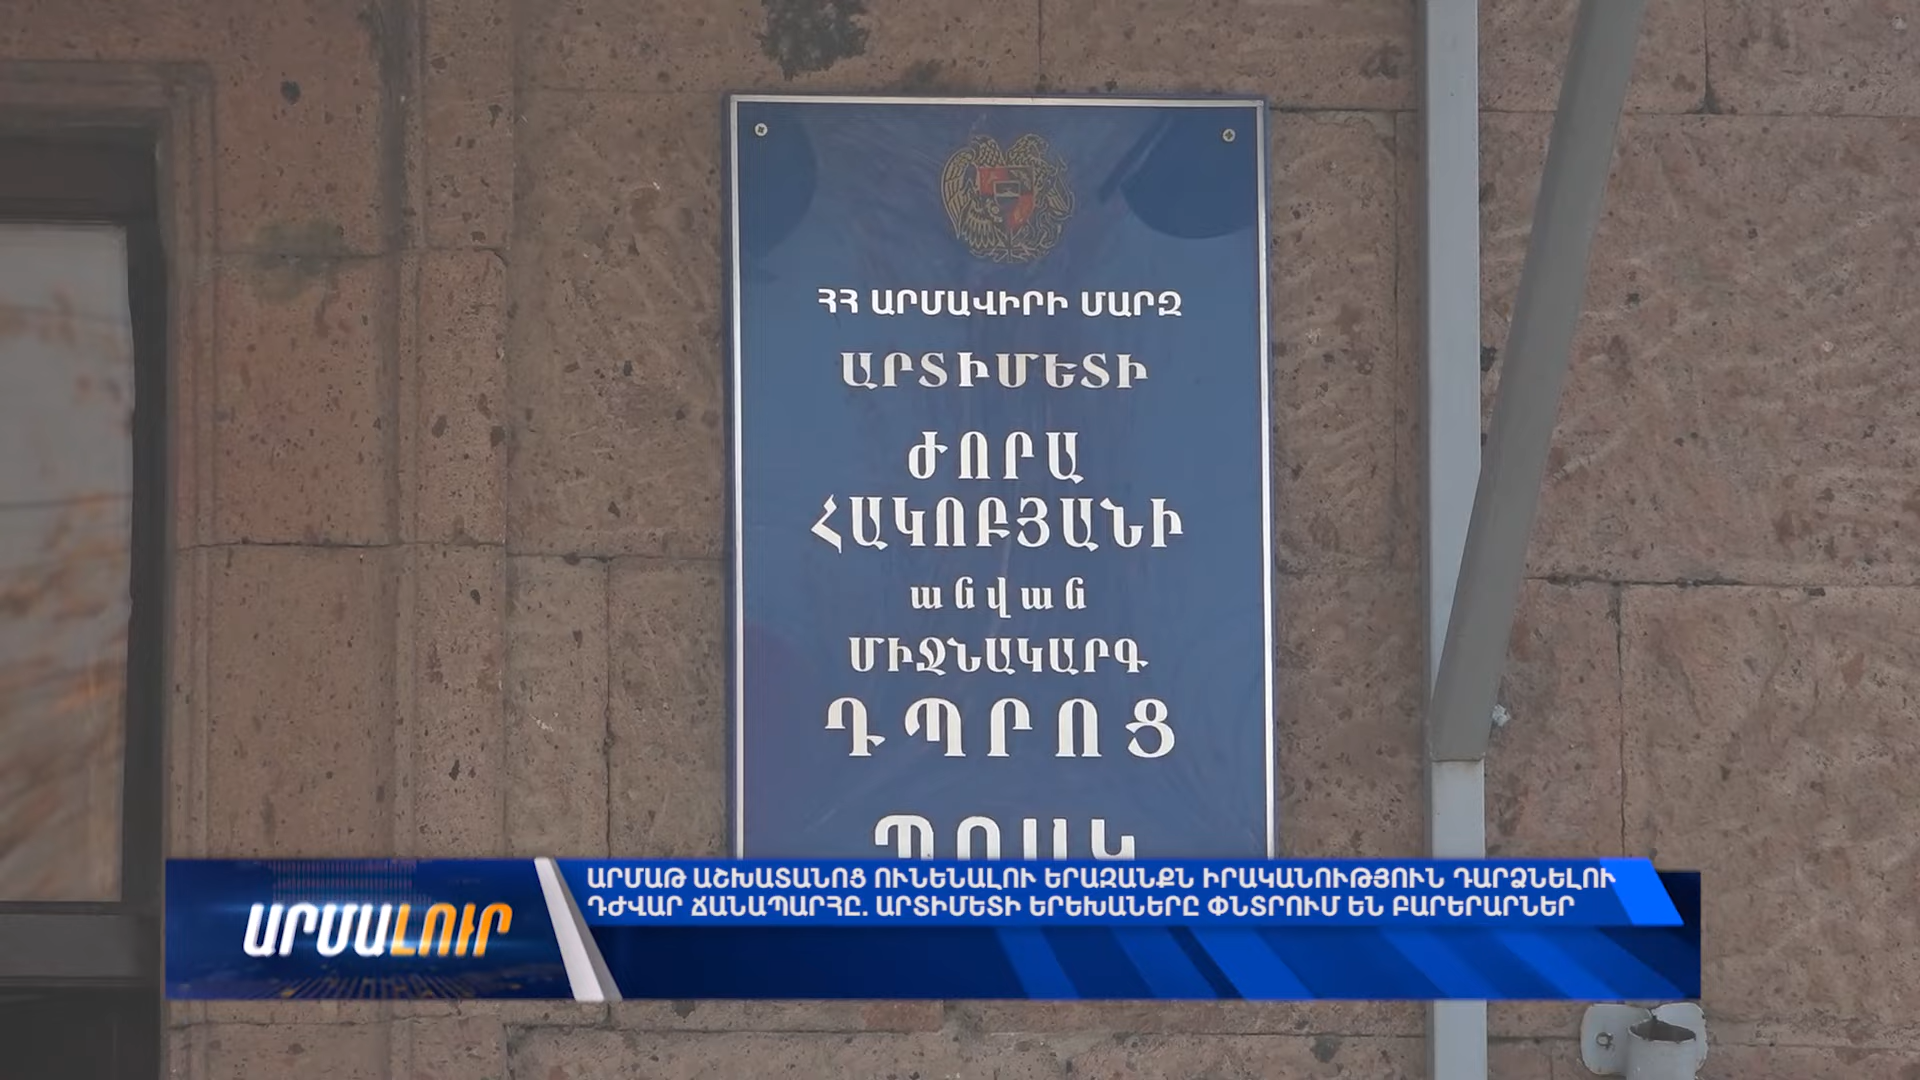 ՀՀ ԱՐՄԱՎԻՐԻ ՄԱՐԶ
ԱՐՏԻՄԵՏԻ
ԺՈՐԱ
ՀԱԿՈԲՅԱՆԻ
անվան
ՄԻՋՆԱԿԱՐԳ
ԴՊՐՈՑ
ՊՈԱԿ
ԱՐՄԱԹ ԱՇԽԱՏԱՆՈՑ ՈՒՆԵՆԱԼՈՒ ԵՐԱԶԱՆՔՆ ԻՐԱԿԱՆՈՒԹՅՈՒՆ ԴԱՐՁՆԵԼՈՒ
ԴԺՎԱՐ ՃԱՆԱՊԱՐՀԸ. ԱՐՏԻՄԵՏԻ ԵՐԵԽԱՆԵՐԸ ՓՆՏՐՈՒՄ ԵՆ ԲԱՐԵՐԱՐՆԵՐ
ԱՐՄԱԼՈՒՐ